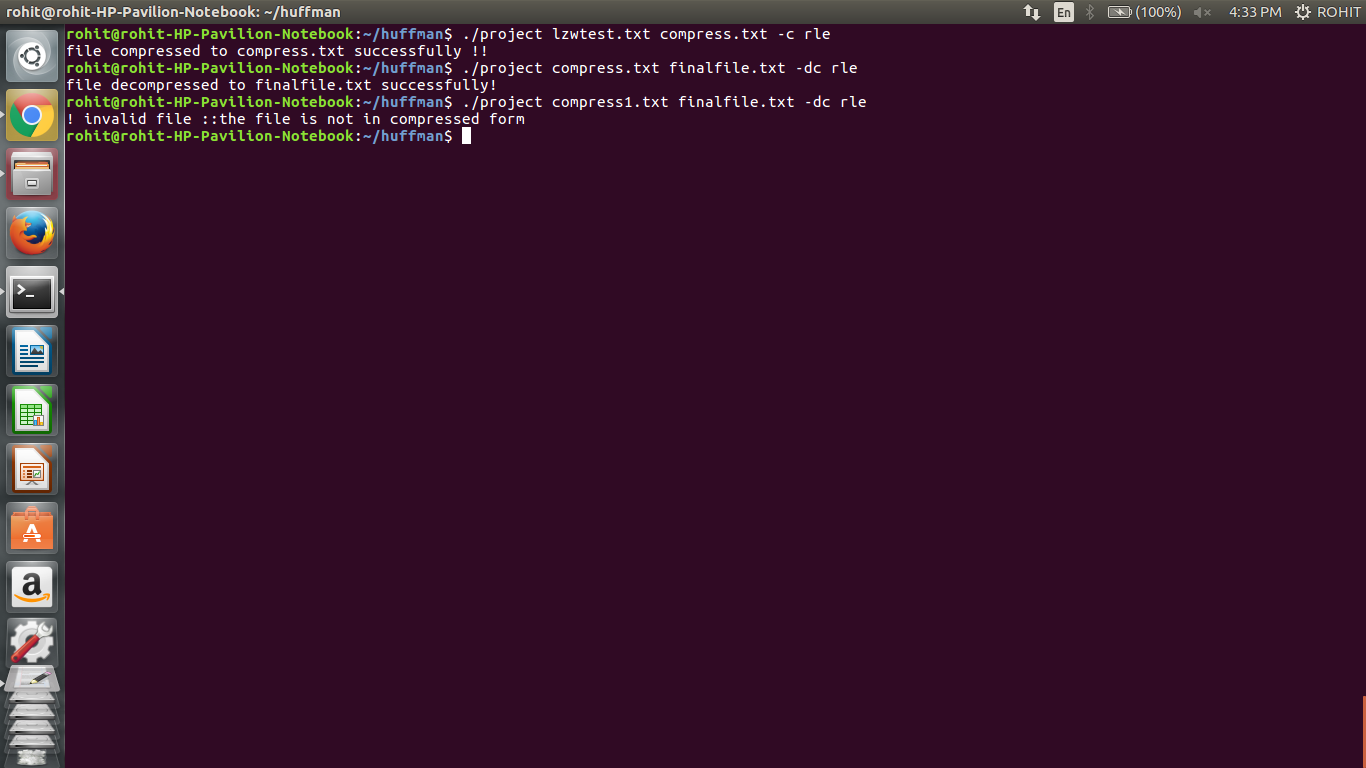 rohit@rohit-HP-Pavilion-Notebook: ~/huffman En (100%) 4:33 PM ROHIT
rohit@rohit-HP-Pavilion-Notebook:~/huffman$ ./project lzwtest.txt compress.txt -c rle
file compressed to compress.txt successfully !!
rohit@rohit-HP-Pavilion-Notebook:~/huffman$ ./project compress.txt finalfile.txt -dc rle
file decompressed to finalfile.txt successfully!
rohit@rohit-HP-Pavilion-Notebook:~/huffman$ ./project compress1.txt finalfile.txt -dc rle
! invalid file ::the file is not in compressed form
rohit@rohit-HP-Pavilion-Notebook:~/huffman$